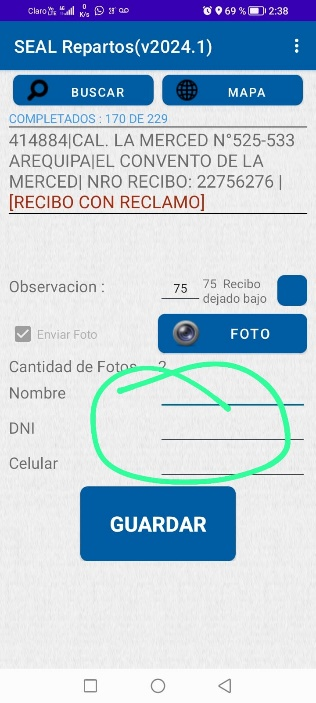 Claro 0 K/s 69 % 2:38
SEAL Repartos(v2024.1)
BUSCAR MAPA
COMPLETADOS : 170 DE 229
414884|CAL. LA MERCED N°525-533
AREQUIPA|EL CONVENTO DE LA
MERCED| NRO RECIBO: 22756276 |
[RECIBO CON RECLAMO]
Observacion : 75 75 Recibo
dejado bajo
Enviar Foto FOTO
Cantidad de Fotos 2
Nombre
DNI
Celular
GUARDAR